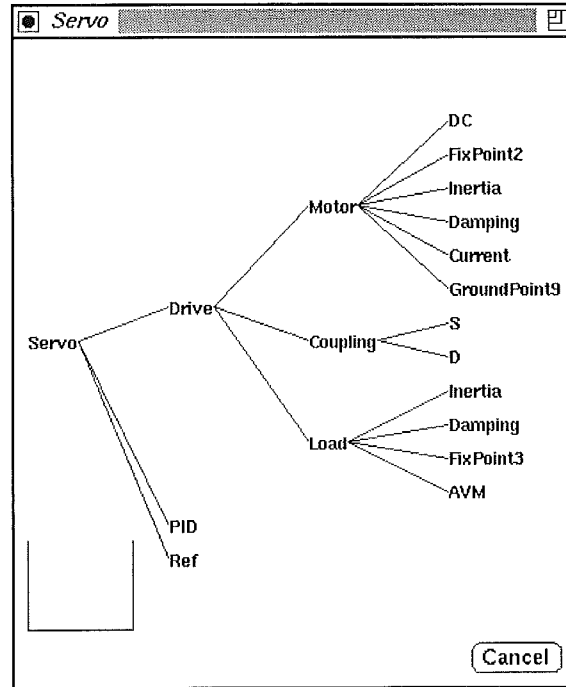 Servo
DC
FixPoint2
Inertia
Motor
Damping
Current
GroundPoint9
Drive
S
Servo
Coupling
D
Inertia
Damping
Load
FixPoint3
AVM
PID
Ref
Cancel